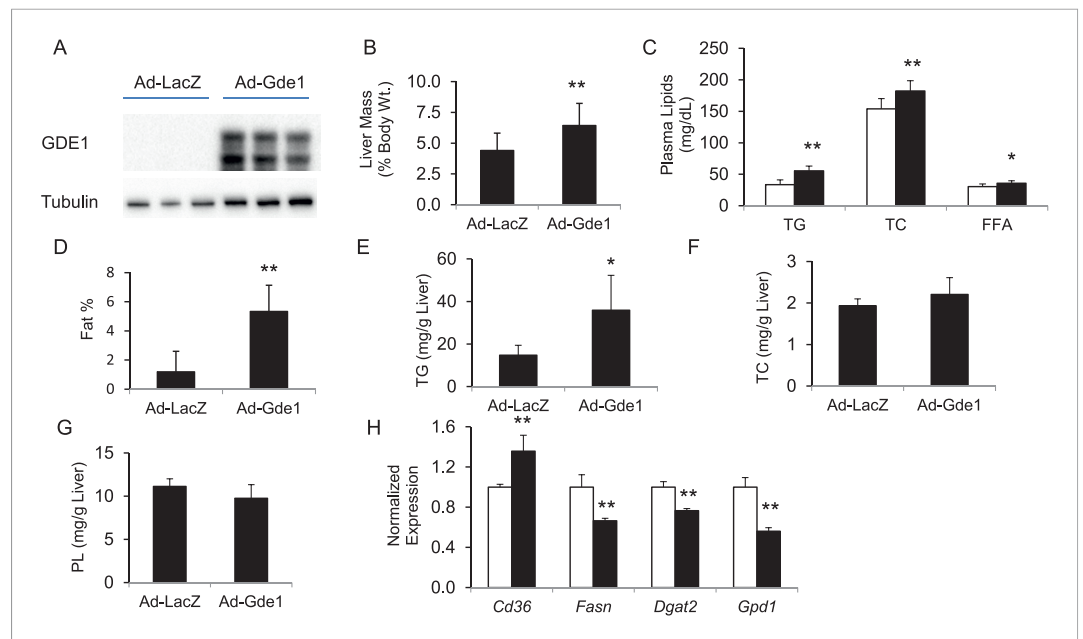 A
Ad-LacZ Ad-Gde1
GDE1
Tubulin
B
Liver Mass
(% Body Wt.)
10.0
7.5
5.0
2.5
0.0
**
Ad-LacZ Ad-Gde1
C
Plasma Lipids
(mg/dL)
250
200
150
100
50
0
** ** *
TG TC FFA
D
Fat %
8
6
4
2
0
**
Ad-LacZ Ad-Gde1
E
TG (mg/g Liver)
60
40
20
0
*
Ad-LacZ Ad-Gde1
F
TC (mg/g Liver)
3
2
1
0
Ad-LacZ Ad-Gde1
G
PL (mg/g Liver)
15
10
5
0
Ad-LacZ Ad-Gde1
H
Normalized
Expression
1.6
1.2
0.8
0.4
0.0
** ** ** **
Cd36 Fasn Dgat2 Gpd1